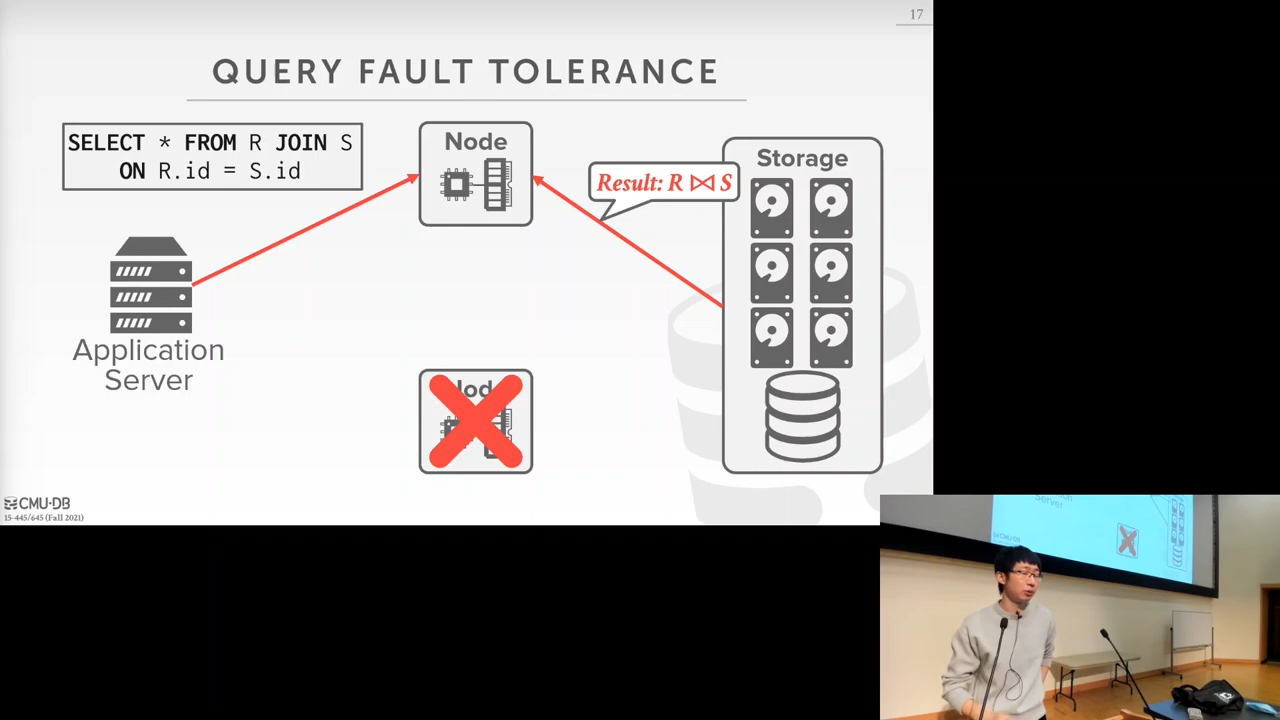 17
QUERY FAULT TOLERANCE
SELECT * FROM R JOIN S
ON R.id = S.id
Node
Result: R ⋈ S
Storage
Application
Server
CMU·DB
15-445/645 (Fall 2021)
Server